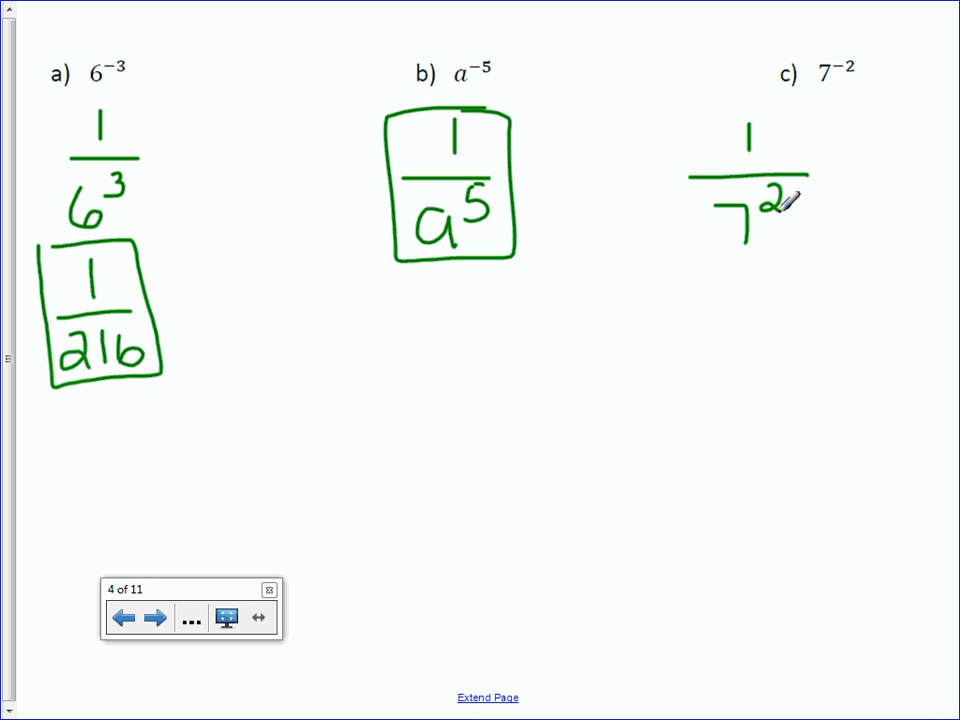 a) 6⁻³
1
6³
1
216
b) a⁻⁵
1
a⁵
c) 7⁻²
1
7²
4 of 11
...
Extend Page